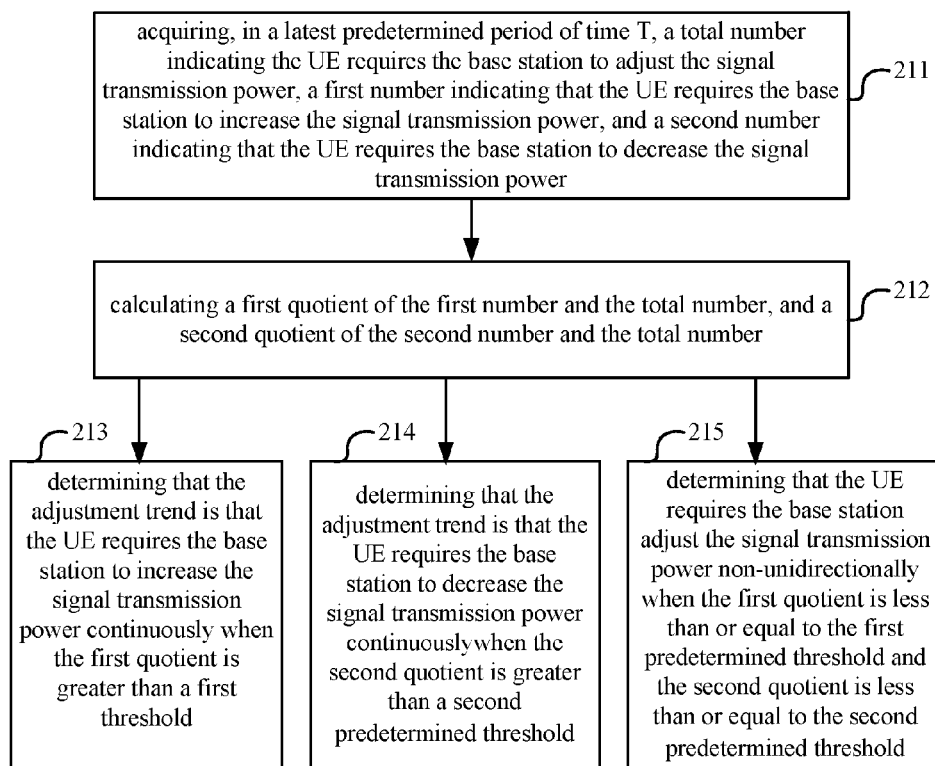 acquiring, in a latest predetermined period of time T, a total number
indicating the UE requires the base station to adjust the signal
transmission power, a first number indicating that the UE requires the
base station to increase the signal transmission power, and a second number
indicating that the UE requires the base station to decrease the signal
transmission power
211
calculating a first quotient of the first number and the total number, and a
second quotient of the second number and the total number
212
213
determining that the
adjustment trend is that
the UE requires the base
station to increase the
signal transmission
power continuously when
the first quotient is
greater than a first
threshold
214
determining that the
adjustment trend is that the
UE requires the base
station to decrease the
signal transmission power
continuouslywhen the
second quotient is greater
than a second
predetermined threshold
215
determining that the UE
requires the base station
adjust the signal transmission
power non-unidirectionally
when the first quotient is less
than or equal to the first
predetermined threshold and
the second quotient is less
than or equal to the second
predetermined threshold